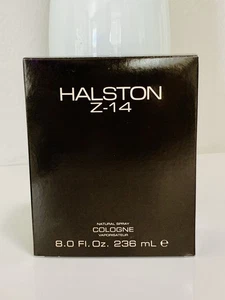 HALSTON
Z-14
NATURAL SPRAY
COLOGNE
VAPORISATEUR
8.0 Fl. Oz. 236 mL ℮